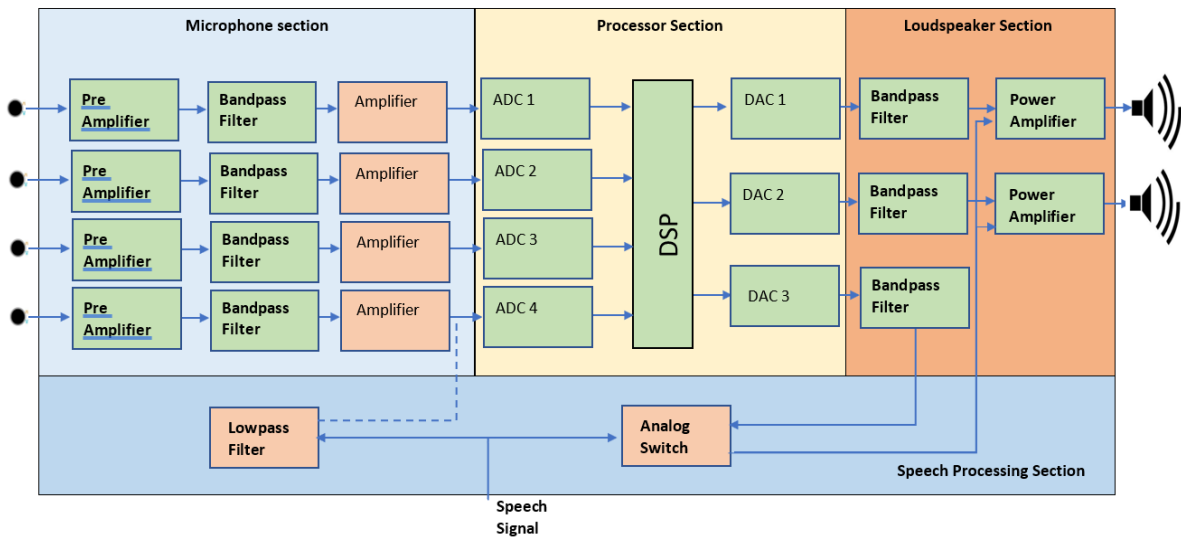 Microphone section
Processor Section
Loudspeaker Section
Pre
Amplifier
Bandpass
Filter
Amplifier
ADC 1
DAC 1
Bandpass
Filter
Power
Amplifier
Pre
Amplifier
Bandpass
Filter
Amplifier
ADC 2
DSP
DAC 2
Bandpass
Filter
Power
Amplifier
Pre
Amplifier
Bandpass
Filter
Amplifier
ADC 3
DAC 3
Bandpass
Filter
Pre
Amplifier
Bandpass
Filter
Amplifier
ADC 4
Lowpass
Filter
Analog
Switch
Speech Processing Section
Speech
Signal